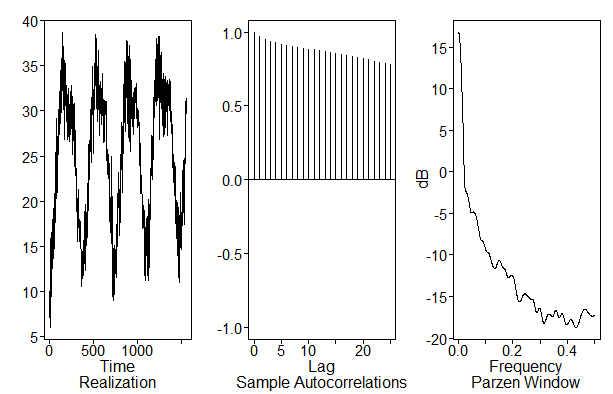 40
35
30
25
20
15
10
5
0 500 1000
Time
Realization
1.0
0.5
0.0
-0.5
-1.0
0 5 10 20
Lag
Sample Autocorrelations
dB
15
10
5
0
-5
-10
-15
-20
0.0 0.2 0.4
Frequency
Parzen Window